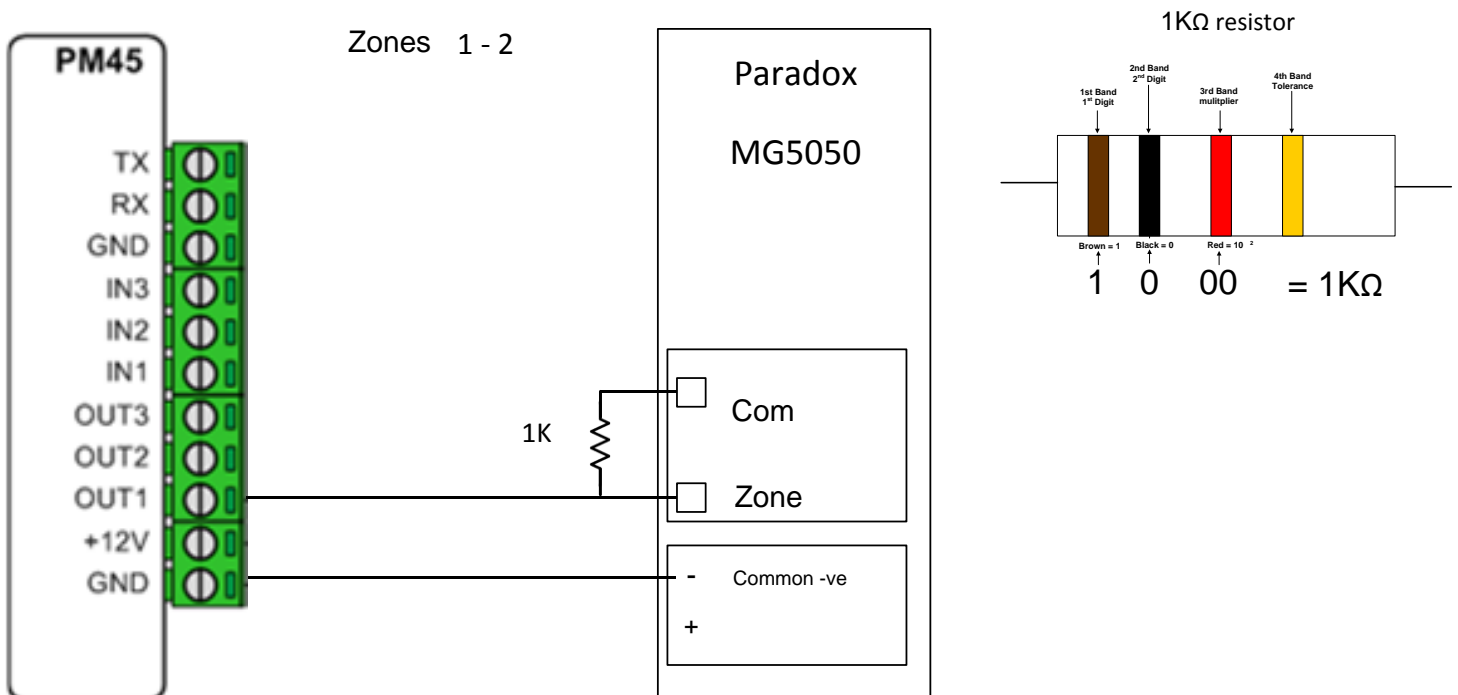 PM45
TX
RX
GND
IN3
IN2
IN1
OUT3
OUT2
OUT1
+12V
GND
Zones 1 - 2
1K
Paradox
MG5050
Com
Zone
- Common -ve
+
1KΩ resistor
1st Band
1st Digit
2nd Band
2nd Digit
3rd Band
mulitplier
4th Band
Tolerance
Brown = 1 Black = 0 Red = 10 2
1 0 00 = 1KΩ